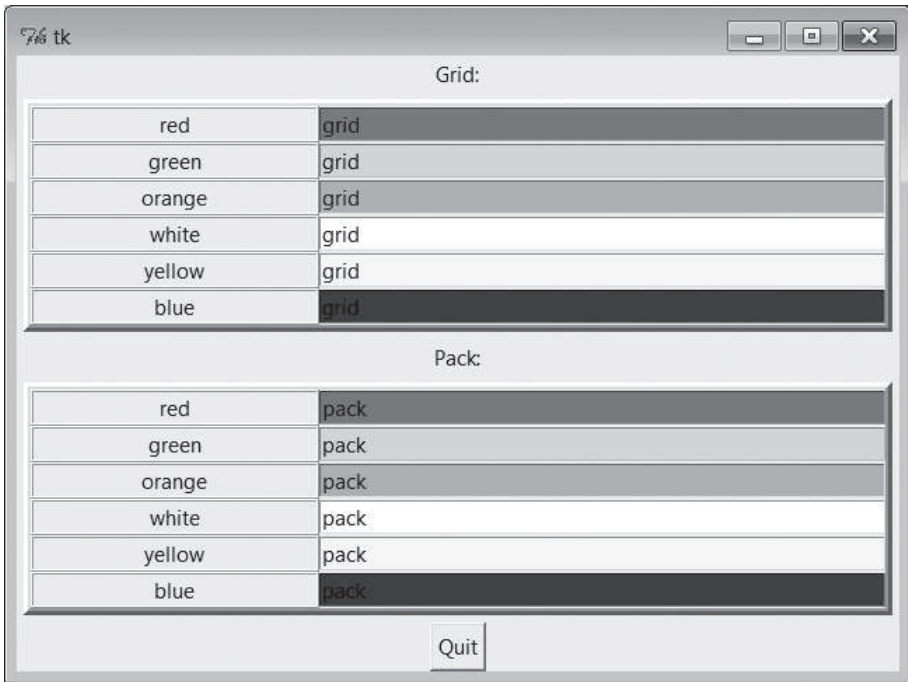 tk
Grid:
red grid
green grid
orange grid
white grid
yellow grid
blue grid
Pack:
red pack
green pack
orange pack
white pack
yellow pack
blue pack
Quit